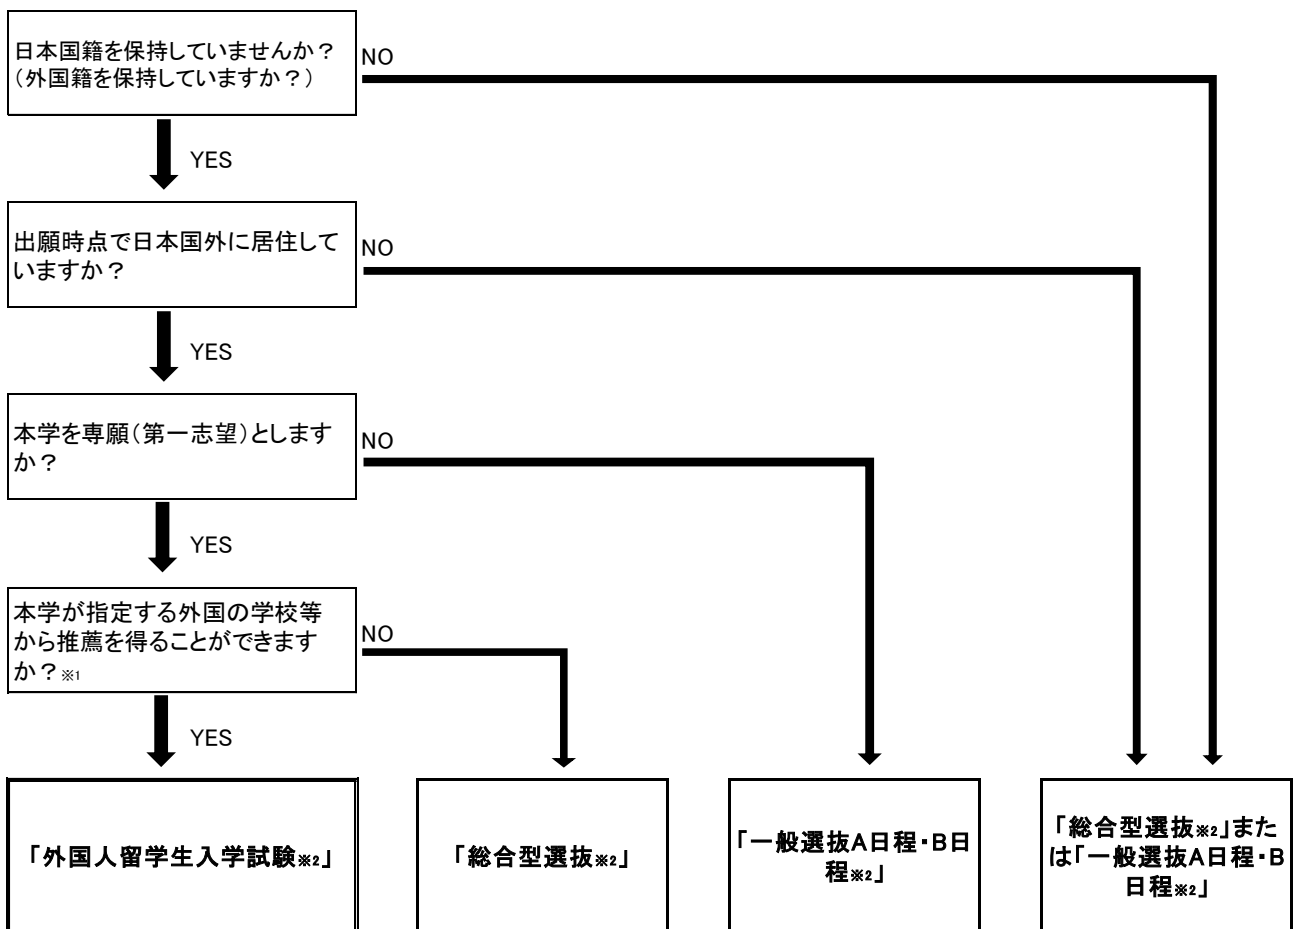 日本国籍を保持していませんか？
（外国籍を保持していますか？）
NO
YES
出願時点で日本国外に居住して
いますか？
NO
YES
本学を専願（第一志望）とします
か？
NO
YES
本学が指定する外国の学校等
から推薦を得ることができます
か？※1
NO
YES
「外国人留学生入学試験※2」
「総合型選抜※2」
「一般選抜A日程・B日
程※2」
「総合型選抜※2」また
は「一般選抜A日程・B
日程※2」